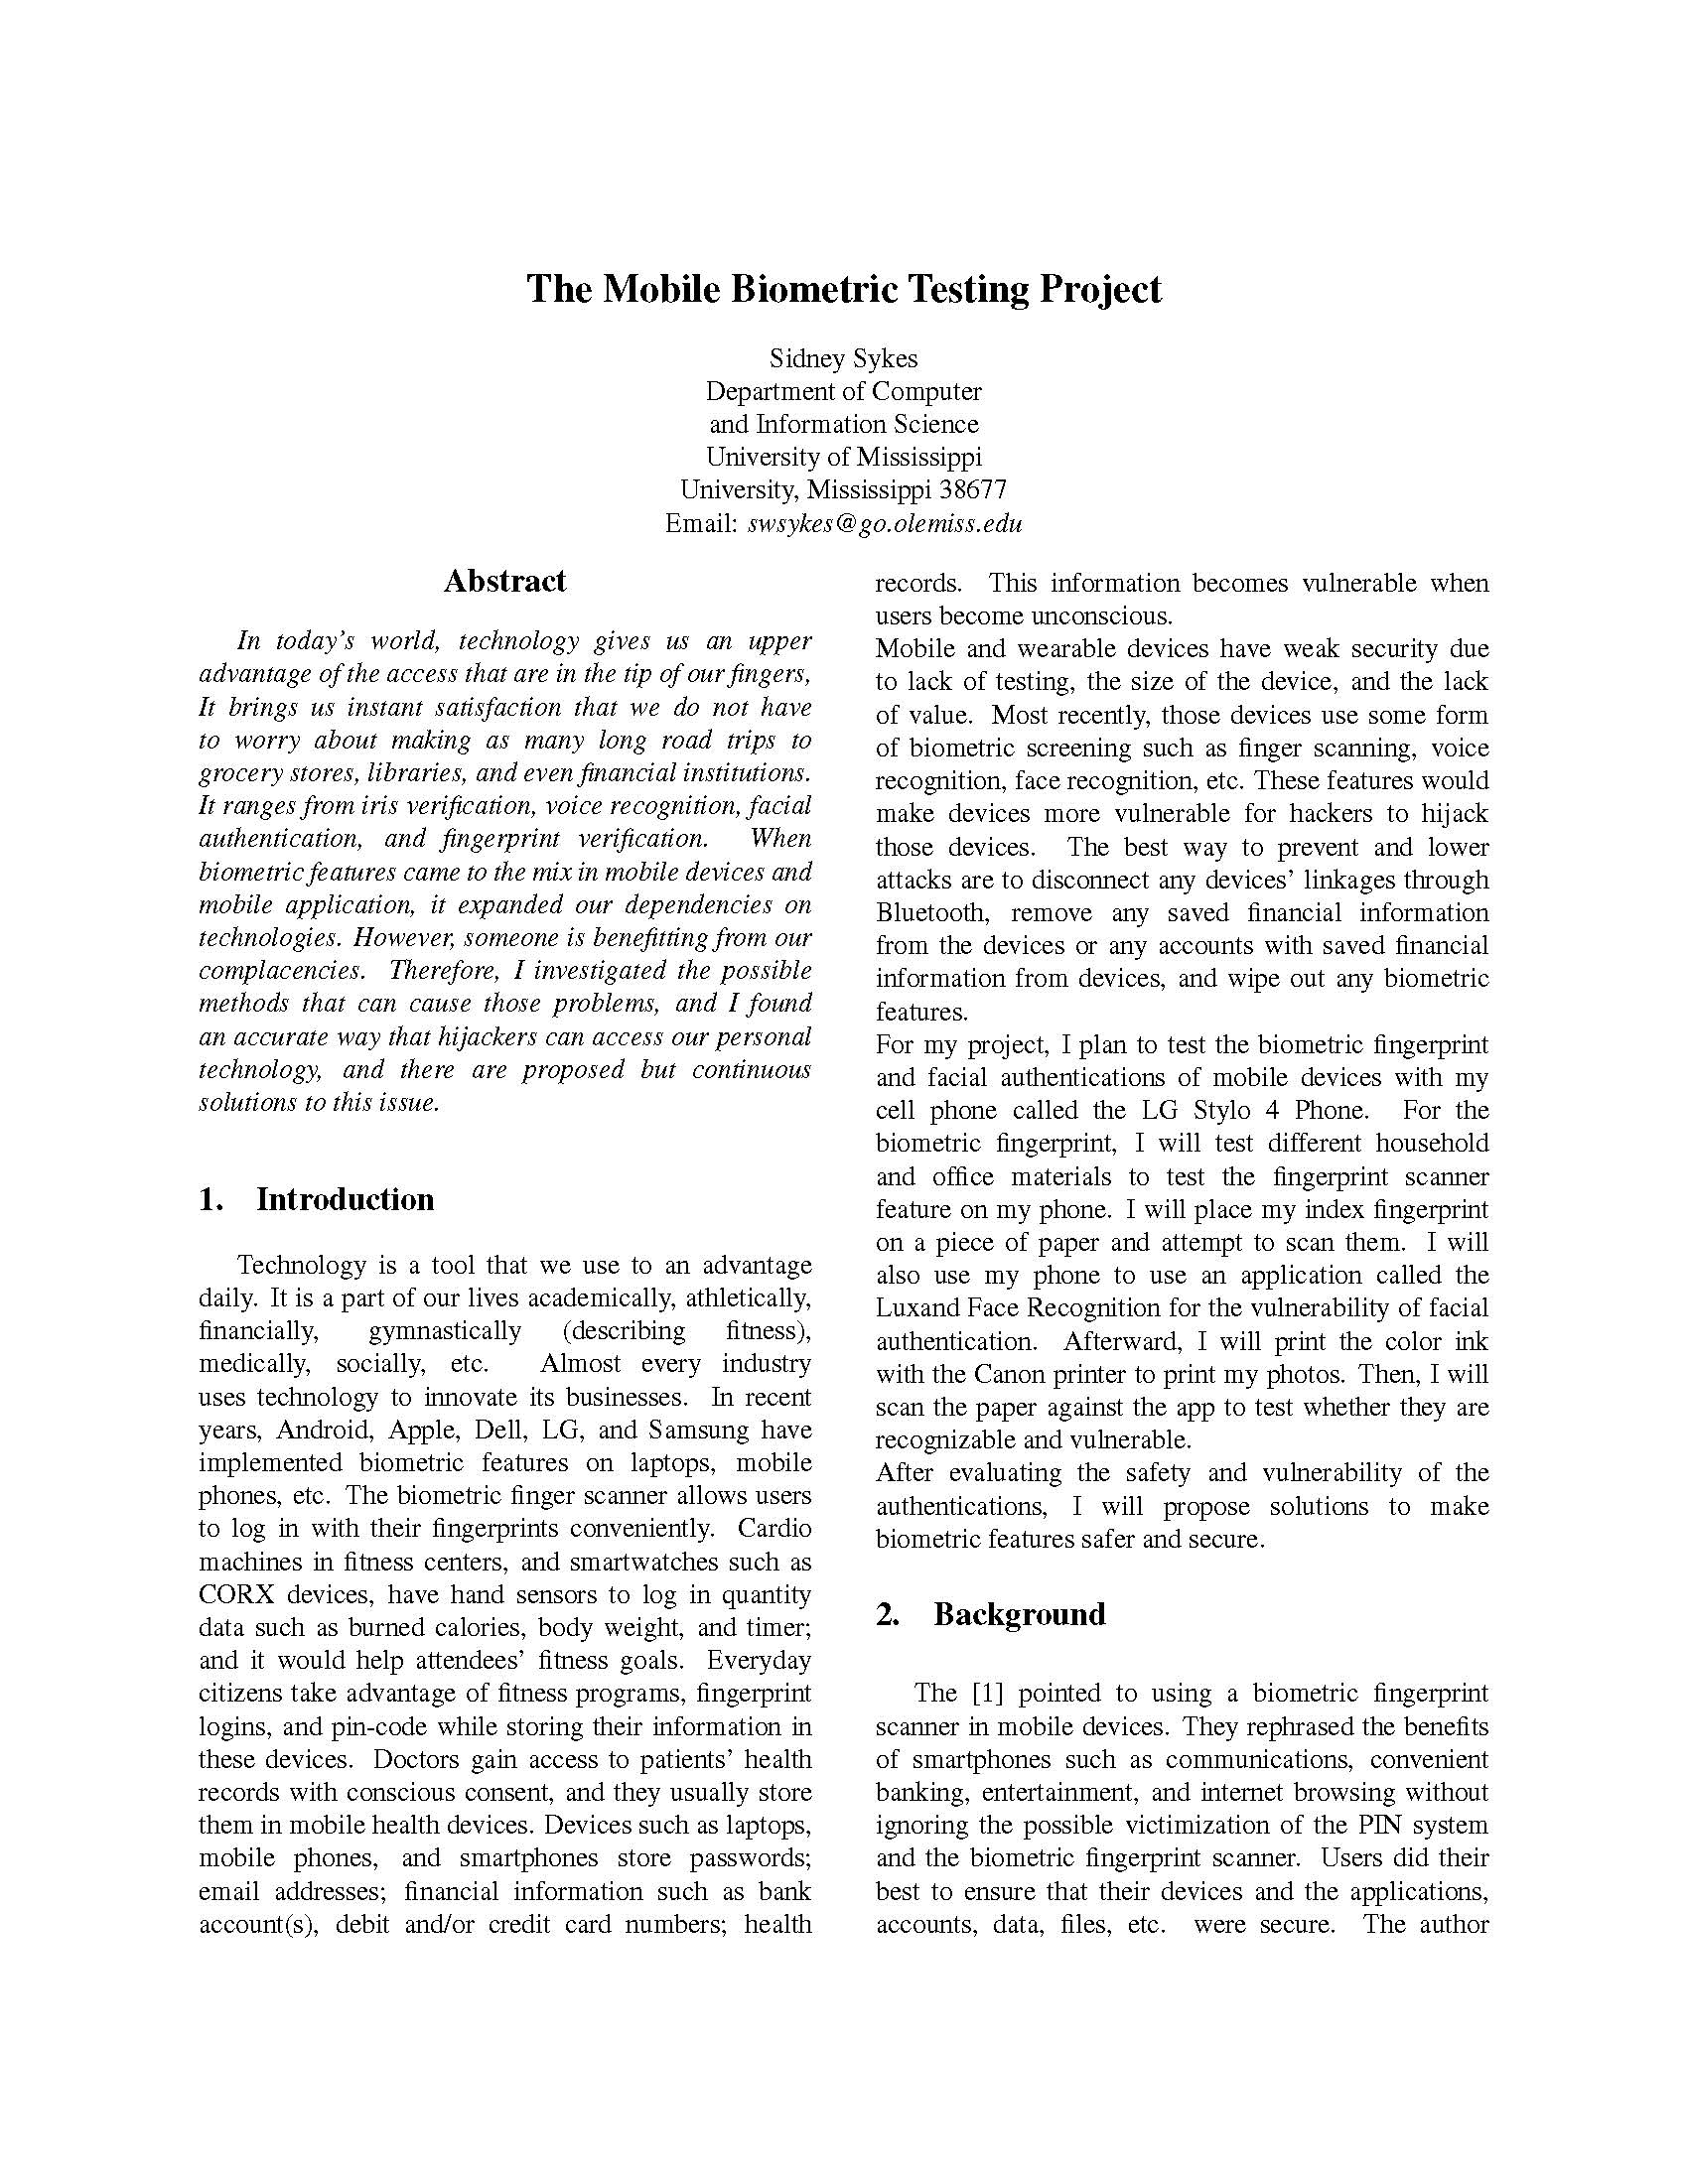 The Mobile Biometric Testing Project
Sidney Sykes
Department of Computer
and Information Science
University of Mississippi
University, Mississippi 38677
Email: swsykes@go.olemiss.edu
Abstract
In today's world, technology gives us an upper
advantage of the access that are in the tip of our fingers,
It brings us instant satisfaction that we do not have
to worry about making as many long road trips to
grocery stores, libraries, and even financial institutions.
It ranges from iris verification, voice recognition, facial
authentication, and fingerprint verification. When
biometric features came to the mix in mobile devices and
mobile application, it expanded our dependencies on
technologies. However, someone is benefitting from our
complacencies. Therefore, I investigated the possible
methods that can cause those problems, and I found
an accurate way that hijackers can access our personal
technology, and there are proposed but continuous
solutions to this issue.
1. Introduction
Technology is a tool that we use to an advantage
daily. It is a part of our lives academically, athletically,
financially, gymnastically (describing fitness),
medically, socially, etc. Almost every industry
uses technology to innovate its businesses. In recent
years, Android, Apple, Dell, LG, and Samsung have
implemented biometric features on laptops, mobile
phones, etc. The biometric finger scanner allows users
to log in with their fingerprints conveniently. Cardio
machines in fitness centers, and smartwatches such as
CORX devices, have hand sensors to log in quantity
data such as burned calories, body weight, and timer;
and it would help attendees' fitness goals. Everyday
citizens take advantage of fitness programs, fingerprint
logins, and pin-code while storing their information in
these devices. Doctors gain access to patients' health
records with conscious consent, and they usually store
them in mobile health devices. Devices such as laptops,
mobile phones, and smartphones store passwords;
email addresses; financial information such as bank
account(s), debit and/or credit card numbers; health
records. This information becomes vulnerable when
users become unconscious.
Mobile and wearable devices have weak security due
to lack of testing, the size of the device, and the lack
of value. Most recently, those devices use some form
of biometric screening such as finger scanning, voice
recognition, face recognition, etc. These features would
make devices more vulnerable for hackers to hijack
those devices. The best way to prevent and lower
attacks are to disconnect any devices' linkages through
Bluetooth, remove any saved financial information
from the devices or any accounts with saved financial
information from devices, and wipe out any biometric
features.
For my project, I plan to test the biometric fingerprint
and facial authentications of mobile devices with my
cell phone called the LG Stylo 4 Phone. For the
biometric fingerprint, I will test different household
and office materials to test the fingerprint scanner
feature on my phone. I will place my index fingerprint
on a piece of paper and attempt to scan them. I will
also use my phone to use an application called the
Luxand Face Recognition for the vulnerability of facial
authentication. Afterward, I will print the color ink
with the Canon printer to print my photos. Then, I will
scan the paper against the app to test whether they are
recognizable and vulnerable.
After evaluating the safety and vulnerability of the
authentications, I will propose solutions to make
biometric features safer and secure.
2. Background
The [1] pointed to using a biometric fingerprint
scanner in mobile devices. They rephrased the benefits
of smartphones such as communications, convenient
banking, entertainment, and internet browsing without
ignoring the possible victimization of the PIN system
and the biometric fingerprint scanner. Users did their
best to ensure that their devices and the applications,
accounts, data, files, etc. were secure. The author